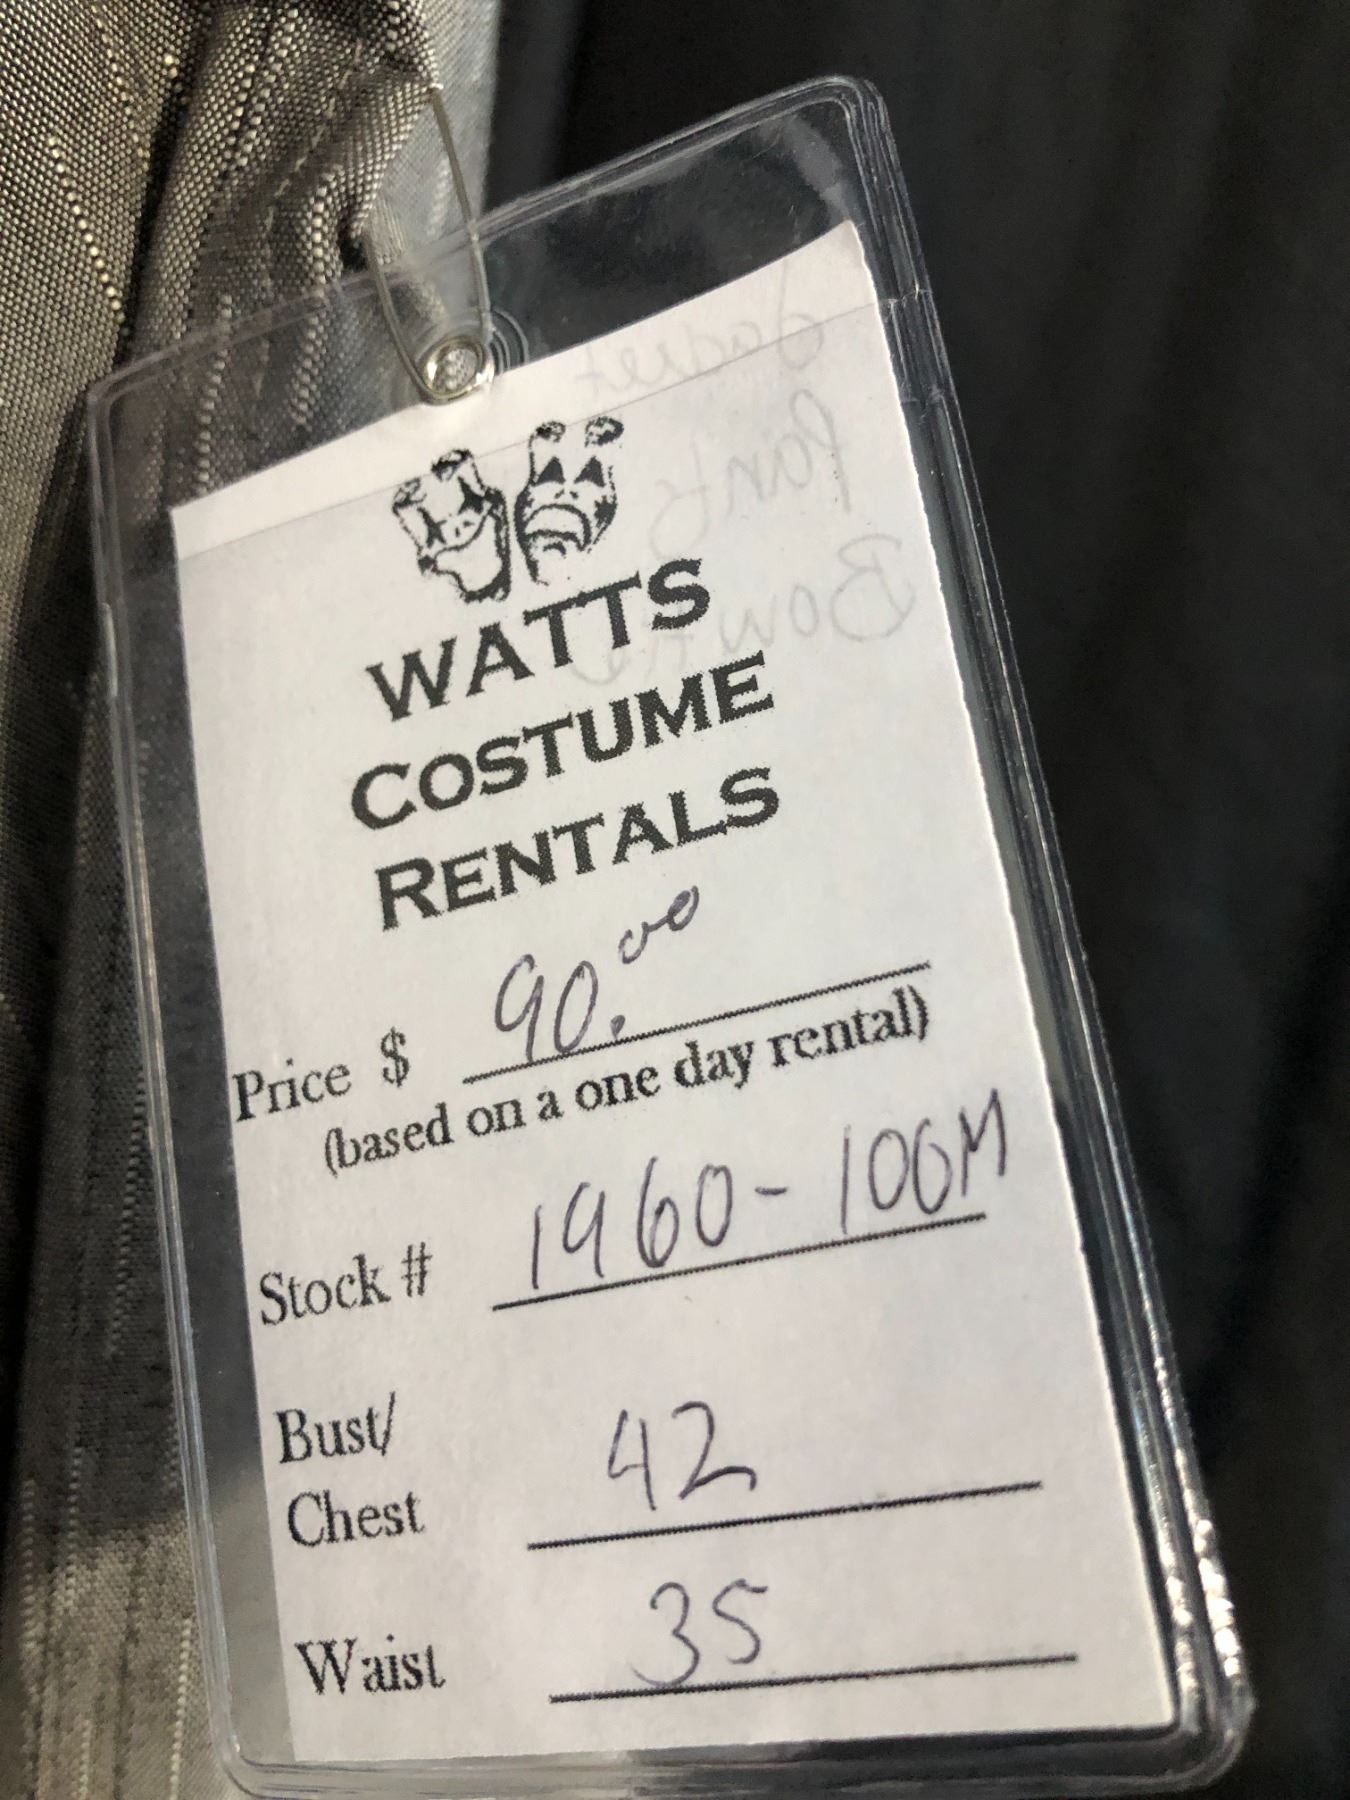 Jacket
Pants
Bowtie
WATTS
COSTUME
RENTALS
Price $ 90.00
(based on a one day rental)
Stock # 1960-100M
Bust/
Chest 42
Waist 35